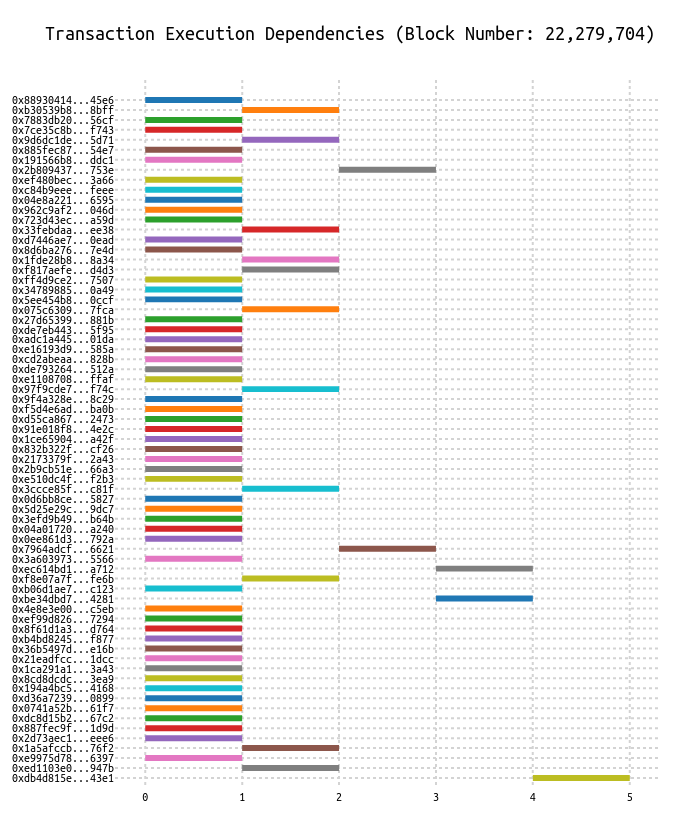 Transaction Execution Dependencies (Block Number: 22,279,704)
0x88930414...45e6
0xb30539b8...8bff
0x7883db20...56cf
0x7ce35c8b...f743
0x9d6dc1de...5d71
0x885fec87...54e7
0x191566b8...ddc1
0x2b809437...753e
0xef480bec...3a66
0xc84b9eee...feee
0x04e8a221...6595
0x962c9af2...046d
0x723d43ec...a59d
0x33febdaa...ee38
0xd7446ae7...0ead
0x8d6ba276...7e4d
0x1fde28b8...8a34
0xf817aefe...d4d3
0xff4d9ce2...7507
0x34789885...0a49
0x5ee454b8...0ccf
0x075c6309...7fca
0x27d65399...881b
0xde7eb443...5f95
0xadc1a445...01da
0xe16193d9...585a
0xcd2abeaa...828b
0xde793264...512a
0xe1108708...ffaf
0x97f9cde7...f74c
0x9f4a328e...8c29
0xf5d4e6ad...ba0b
0xd55ca867...2473
0x91e018f8...4e2c
0x1ce65904...a42f
0x832b322f...cf26
0x2173379f...2a43
0x2b9cb51e...66a3
0xe510dc4f...f2b3
0x3ccce85f...c81f
0x0d6bb8ce...5827
0x5d25e29c...9dc7
0x3efd9b49...b64b
0x04a01720...a240
0x0ee861d3...792a
0x7964adcf...6621
0x3a603973...5566
0xec614bd1...a712
0xf8e07a7f...fe6b
0xb06d1ae7...c123
0xbe34dbd7...4281
0x4e8e3e00...c5eb
0xef99d826...7294
0x8f61d1a3...d764
0xb4bd8245...f877
0x36b5497d...e16b
0x21eadfcc...1dcc
0x1ca291a1...3a43
0x8cd8dcdc...3ea9
0x194a4bc5...4168
0xd36a7239...0899
0x0741a52b...61f7
0xdc8d15b2...67c2
0x887fec9f...1d9d
0x2d73aec1...eee6
0x1a5afccb...76f2
0xe9975d78...6397
0xed1103e0...947b
0xdb4d815e...43e1
0 1 2 3 4 5